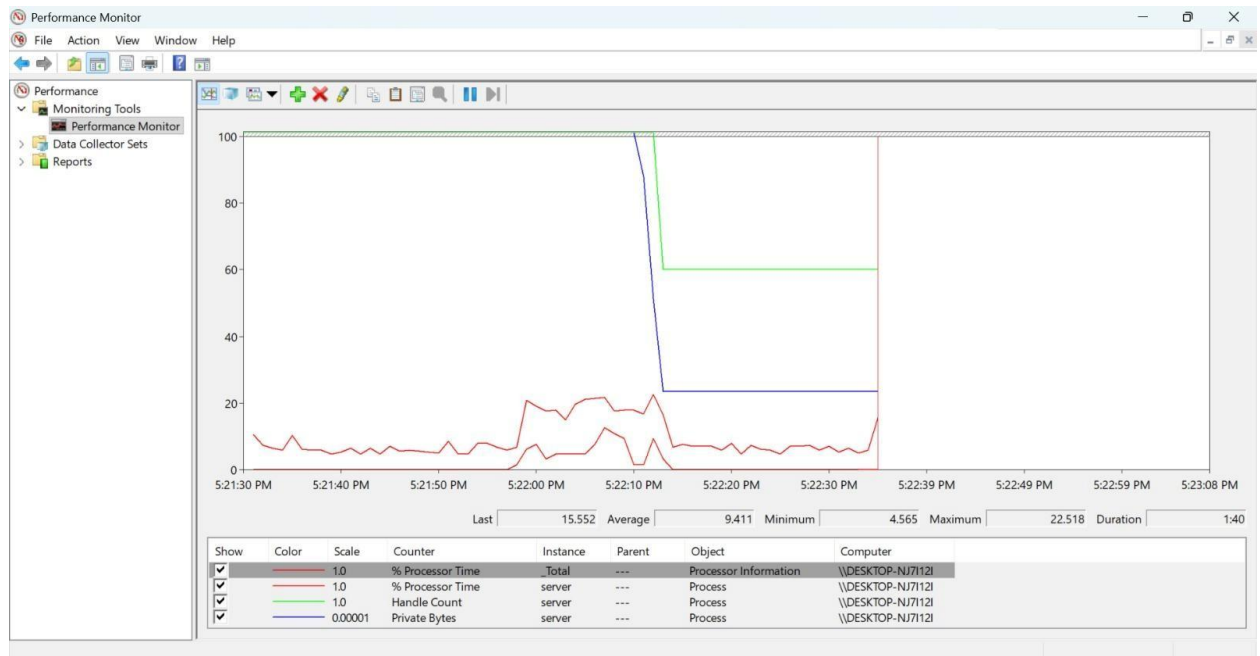 Performance Monitor
File Action View Window Help
Performance
Monitoring Tools
Performance Monitor
Data Collector Sets
Reports
100
80
60
40
20
0
5:21:30 PM 5:21:40 PM 5:21:50 PM 5:22:00 PM 5:22:10 PM 5:22:20 PM 5:22:30 PM 5:22:39 PM 5:22:49 PM 5:22:59 PM 5:23:08 PM
Last 15.552 Average 9.411 Minimum 4.565 Maximum 22.518 Duration 1:40
Show Color Scale Counter Instance Parent Object Computer
1.0 % Processor Time _Total --- Processor Information \\DESKTOP-NJ7I12I
1.0 % Processor Time server --- Process \\DESKTOP-NJ7I12I
1.0 Handle Count server --- Process \\DESKTOP-NJ7I12I
0.00001 Private Bytes server --- Process \\DESKTOP-NJ7I12I